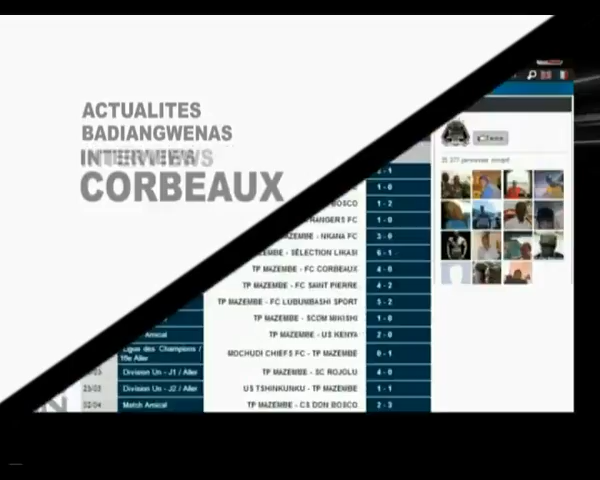 ACTUALITES
BADIANGWENAS
INTERVIEWS
CORBEAUX
2 - 1
1 - 0
BOSCO 1 - 2
RANGERS FC 1 - 0
MAZEMBE - NKANA FC 3 - 0
MAZEMBE - SÉLECTION LIKASI 6 - 1
TP MAZEMBE - FC CORBEAUX 4 - 0
TP MAZEMBE - FC SAINT PIERRE 4 - 2
TP MAZEMBE - FC LUBUMBASHI SPORT 5 - 2
TP MAZEMBE - SCOM MIKISHI 1 - 0
Amical TP MAZEMBE - US KENYA 2 - 0
Ligue des Champions / 16e Aller MOCHUDI CHIEFS FC - TP MAZEMBE 0 - 1
Division Un - J1 / Aller TP MAZEMBE - SC ROJOLU 4 - 0
25/03 Division Un - J2 / Aller US TSHINKUNKU - TP MAZEMBE 1 - 1
02/04 Match Amical TP MAZEMBE - CS DON BOSCO 2 - 3